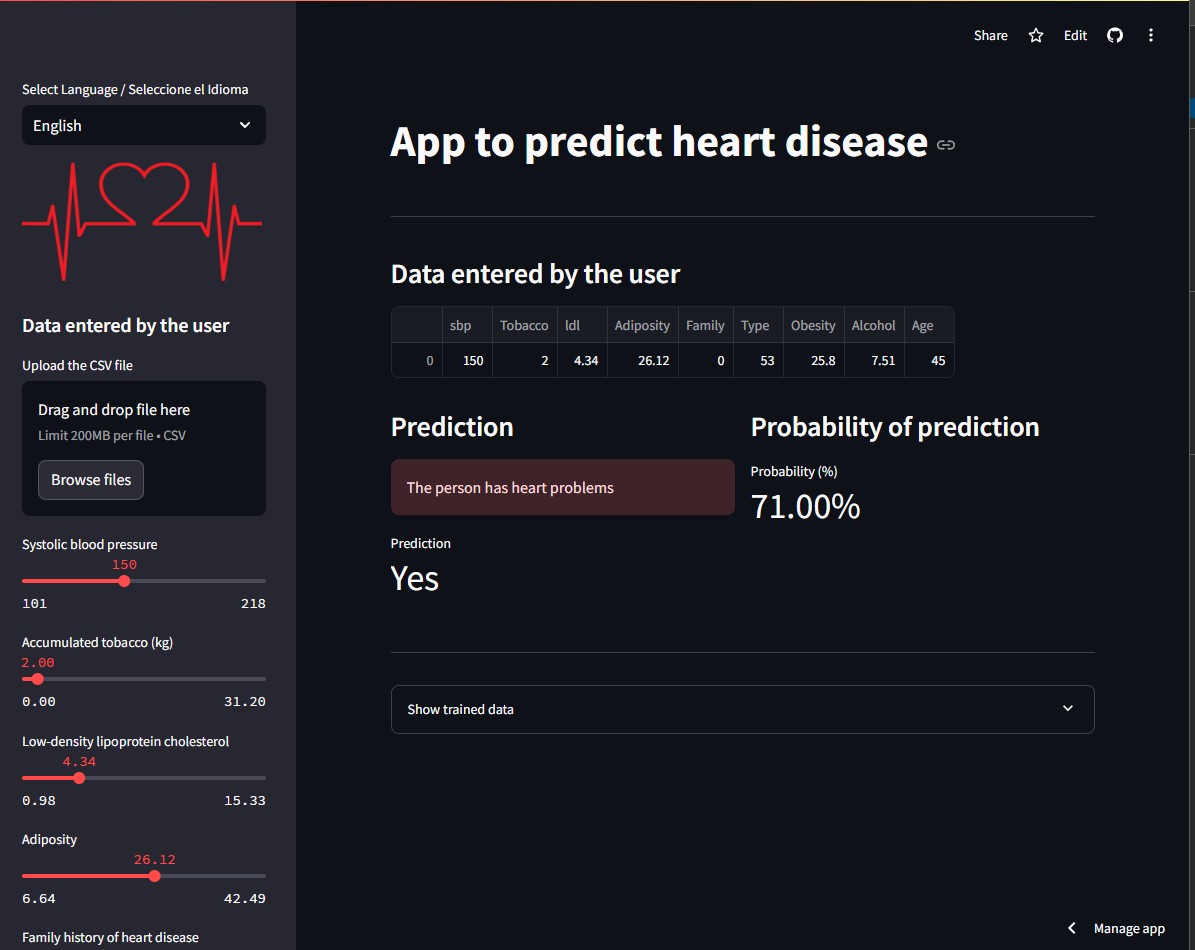 Share Edit
Select Language / Seleccione el Idioma
English
App to predict heart disease
Data entered by the user
Upload the CSV file
Drag and drop file here
Limit 200MB per file • CSV
Browse files
Systolic blood pressure
150
101 218
Accumulated tobacco (kg)
2.00
0.00 31.20
Low-density lipoprotein cholesterol
4.34
0.98 15.33
Adiposity
26.12
6.64 42.49
Family history of heart disease
Data entered by the user
sbp Tobacco ldl Adiposity Family Type Obesity Alcohol Age
0 150 2 4.34 26.12 0 53 25.8 7.51 45
Prediction
The person has heart problems
Prediction
Yes
Probability of prediction
Probability (%)
71.00%
Show trained data
Manage app